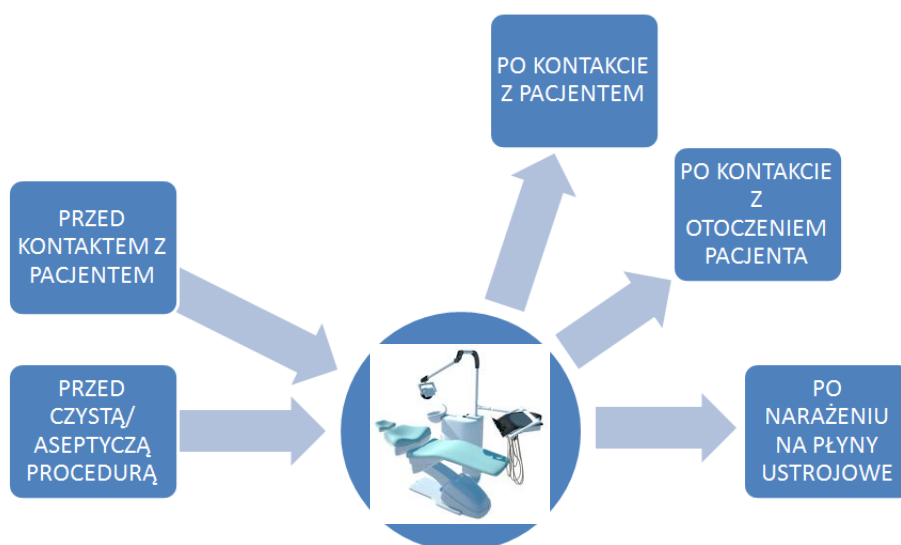 PO KONTAKCIE
Z PACJENTEM
PO KONTAKCIE
Z
OTOCZENIEM
PACJENTA
PRZED
KONTAKTEM Z
PACJENTEM
PRZED
CZYSTĄ/
ASEPTYCZĄ
PROCEDURĄ
PO
NARAŻENIU
NA PŁYNY
USTROJOWE